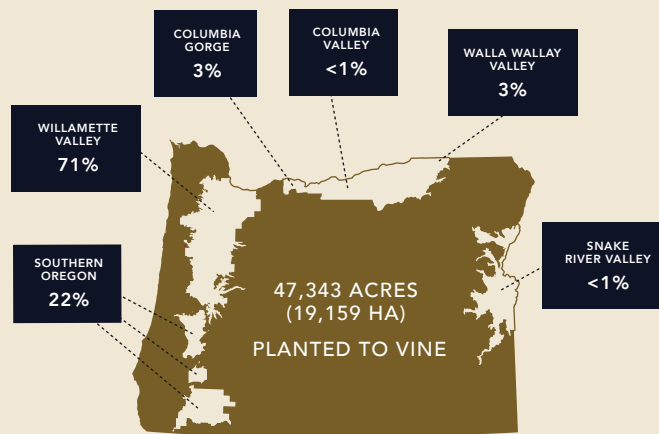 COLUMBIA
GORGE
3%
COLUMBIA
VALLEY
<1%
WALLA WALLAY
VALLEY
3%
WILLAMETTE
VALLEY
71%
SOUTHERN
OREGON
22%
47,343 ACRES
(19,159 HA)
PLANTED TO VINE
SNAKE
RIVER VALLEY
<1%